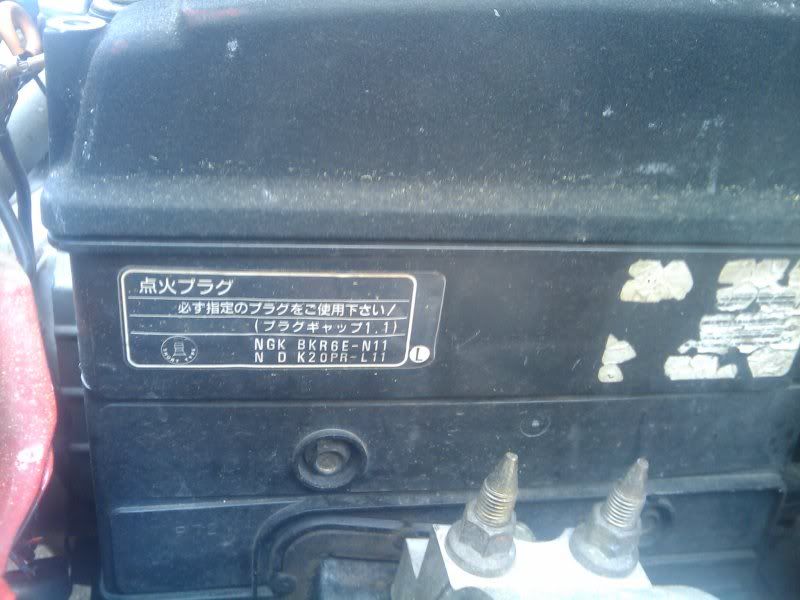 点火プラグ
必ず指定のプラグをご使用下さい!
(プラグギャップ1.1)
NGK BKR6E-N11
N D K20PR-L11
L